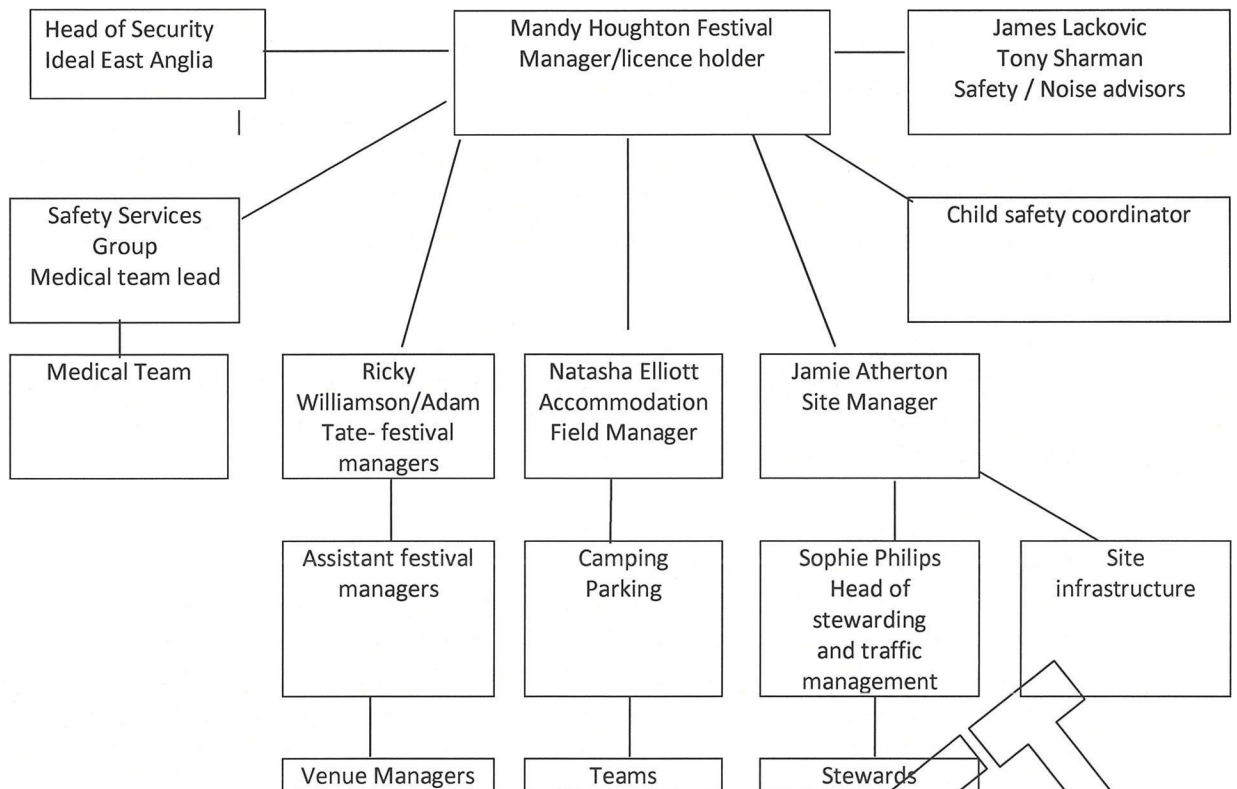 Head of Security
Ideal East Anglia
Mandy Houghton Festival
Manager/licence holder
James Lackovic
Tony Sharman
Safety / Noise advisors
Safety Services
Group
Medical team lead
Child safety coordinator
Medical Team
Ricky
Williamson/Adam
Tate- festival
managers
Natasha Elliott
Accommodation
Field Manager
Jamie Atherton
Site Manager
Assistant festival
managers
Camping
Parking
Sophie Philips
Head of
stewarding
and traffic
management
Site
infrastructure
Venue Managers
Teams
Stewards